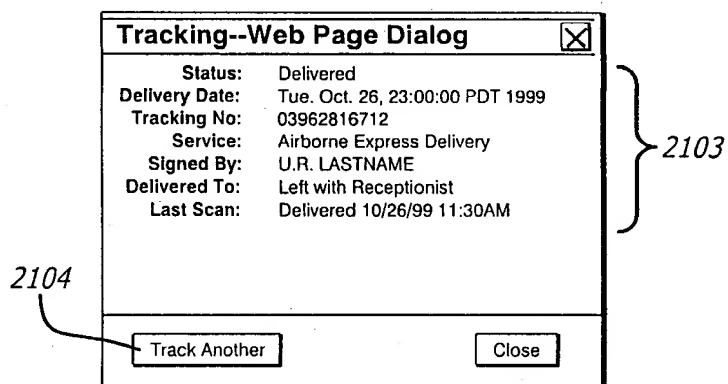 Tracking--Web Page Dialog
Status: Delivered
Delivery Date: Tue. Oct. 26, 23:00:00 PDT 1999
Tracking No: 03962816712
Service: Airborne Express Delivery
Signed By: U.R. LASTNAME
Delivered To: Left with Receptionist
Last Scan: Delivered 10/26/99 11:30AM
2103
2104
Track Another Close